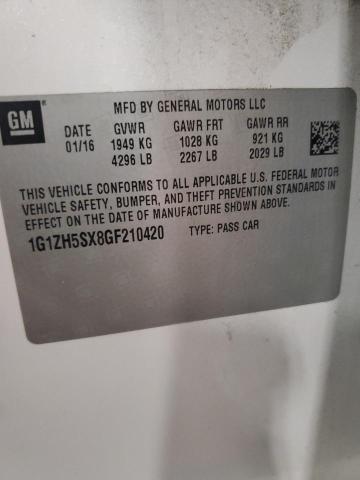 GM
MFD BY GENERAL MOTORS LLC
DATE GVWR GAWR FRT GAWR RR
01/16 1949 KG 1028 KG 921 KG
4296 LB 2267 LB 2029 LB
THIS VEHICLE CONFORMS TO ALL APPLICABLE U.S. FEDERAL MOTOR
VEHICLE SAFETY, BUMPER, AND THEFT PREVENTION STANDARDS IN
EFFECT ON THE DATE OF MANUFACTURE SHOWN ABOVE.
1G1ZH5SX8GF210420 TYPE: PASS CAR